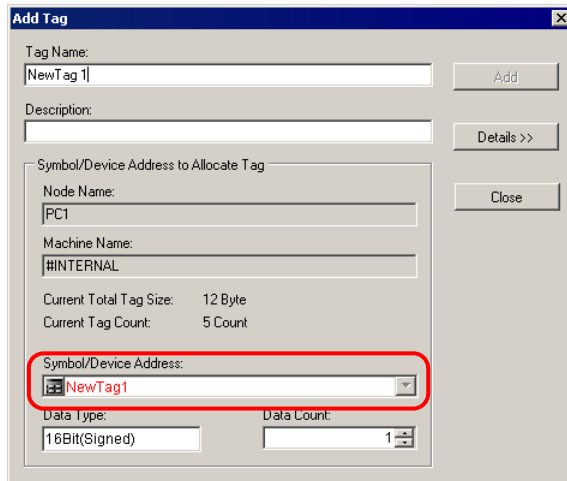 Add Tag
Tag Name:
NewTag 1
Add
Description:
Details >>
Symbol/Device Address to Allocate Tag
Node Name:
PC1
Close
Machine Name:
#INTERNAL
Current Total Tag Size: 12 Byte
Current Tag Count: 5 Count
Symbol/Device Address:
NewTag1
Data Type: Data Count:
16Bit(Signed) 1